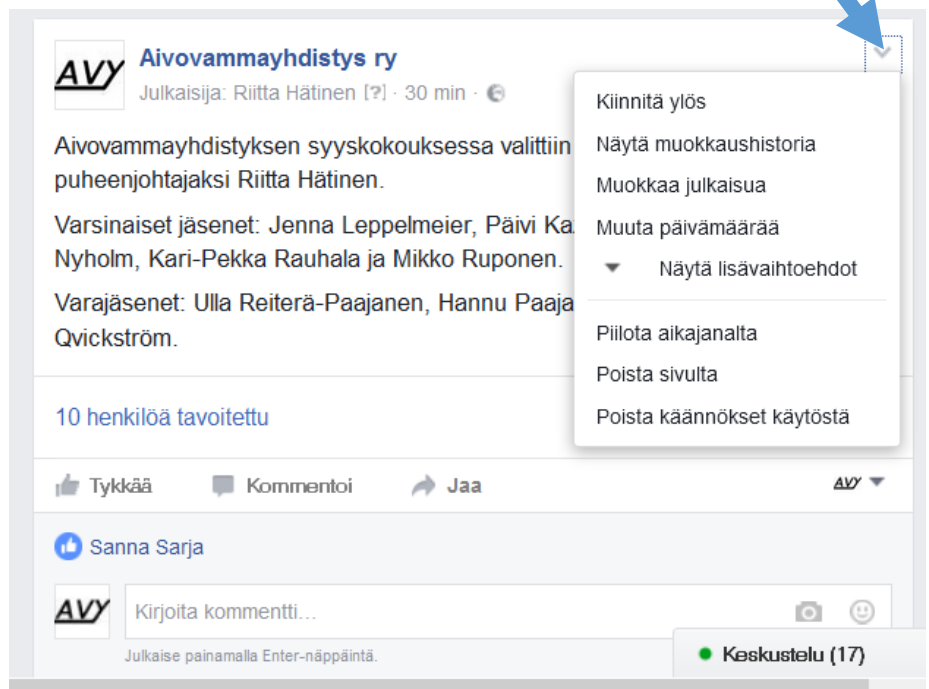 AVY
Aivovammayhdistys ry
Julkaisija: Riitta Hätinen [?] · 30 min ·
Aivovammayhdistyksen syyskokouksessa valittiin
puheenjohtajaksi Riitta Hätinen.
Varsinaiset jäsenet: Jenna Leppelmeier, Päivi
Nyholm, Kari-Pekka Rauhala ja Mikko Ruponen.
Varajäsenet: Ulla Reiterä-Paajanen, Hannu
Qvickström.
Kiinnitä ylös
Näytä muokkaushistoria
Muokkaa julkaisua
Muuta päivämäärää
Näytä lisävaihtoehdot
Piilota aikajanalta
Poista sivulta
Poista käännökset käytöstä
10 henkilöä tavoitettu
Tykkää Kommentoi Jaa AVY
Sanna Sarja
AVY Kirjoita kommentti...
Julkaise painamalla Enter-näppäintä.
Keskustelu (17)